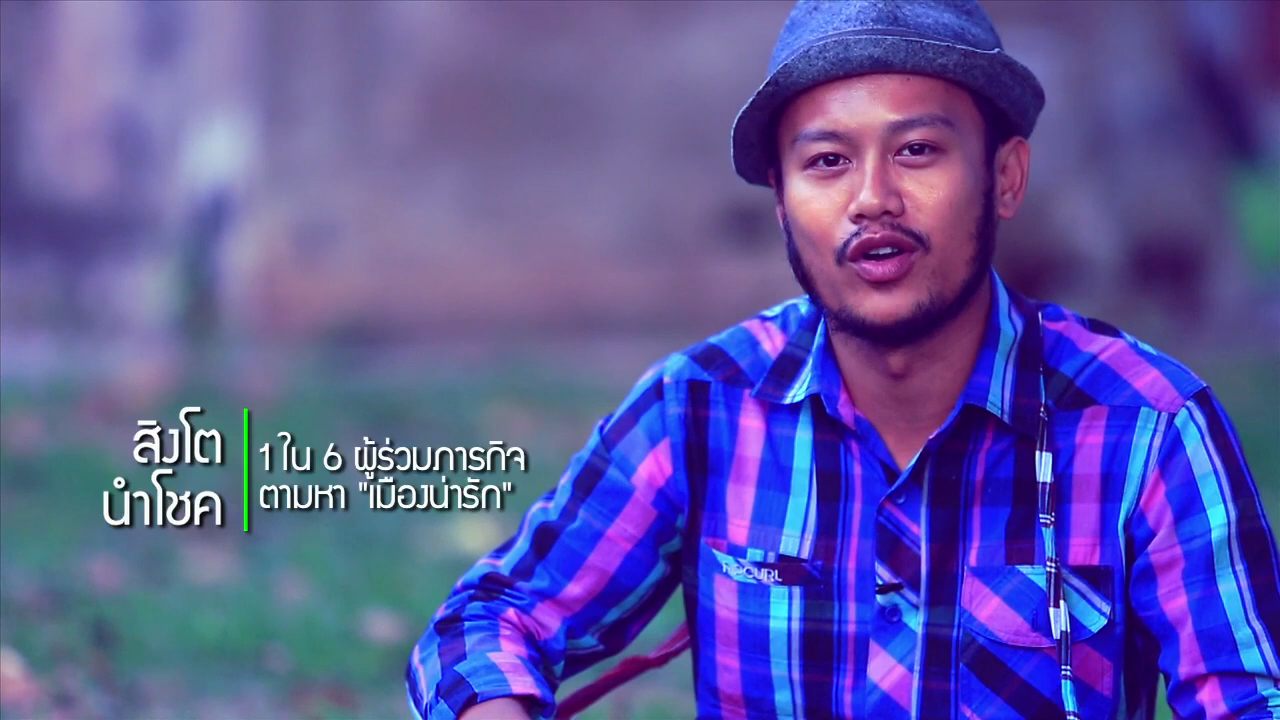 สิงโต
นำโชค
1 ใน 6 ผู้ร่วมภารกิจ
ตามหา "เมืองน่ารัก"
RIPCURL